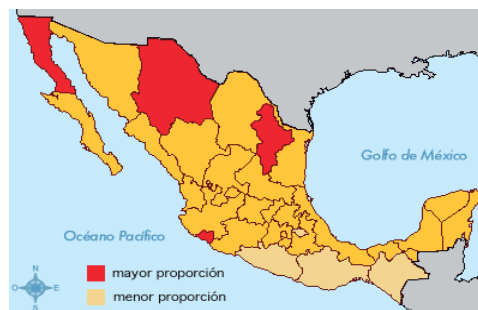 Golfo de México
Océano Pacífico
N
O
E
S
mayor proporción
menor proporción